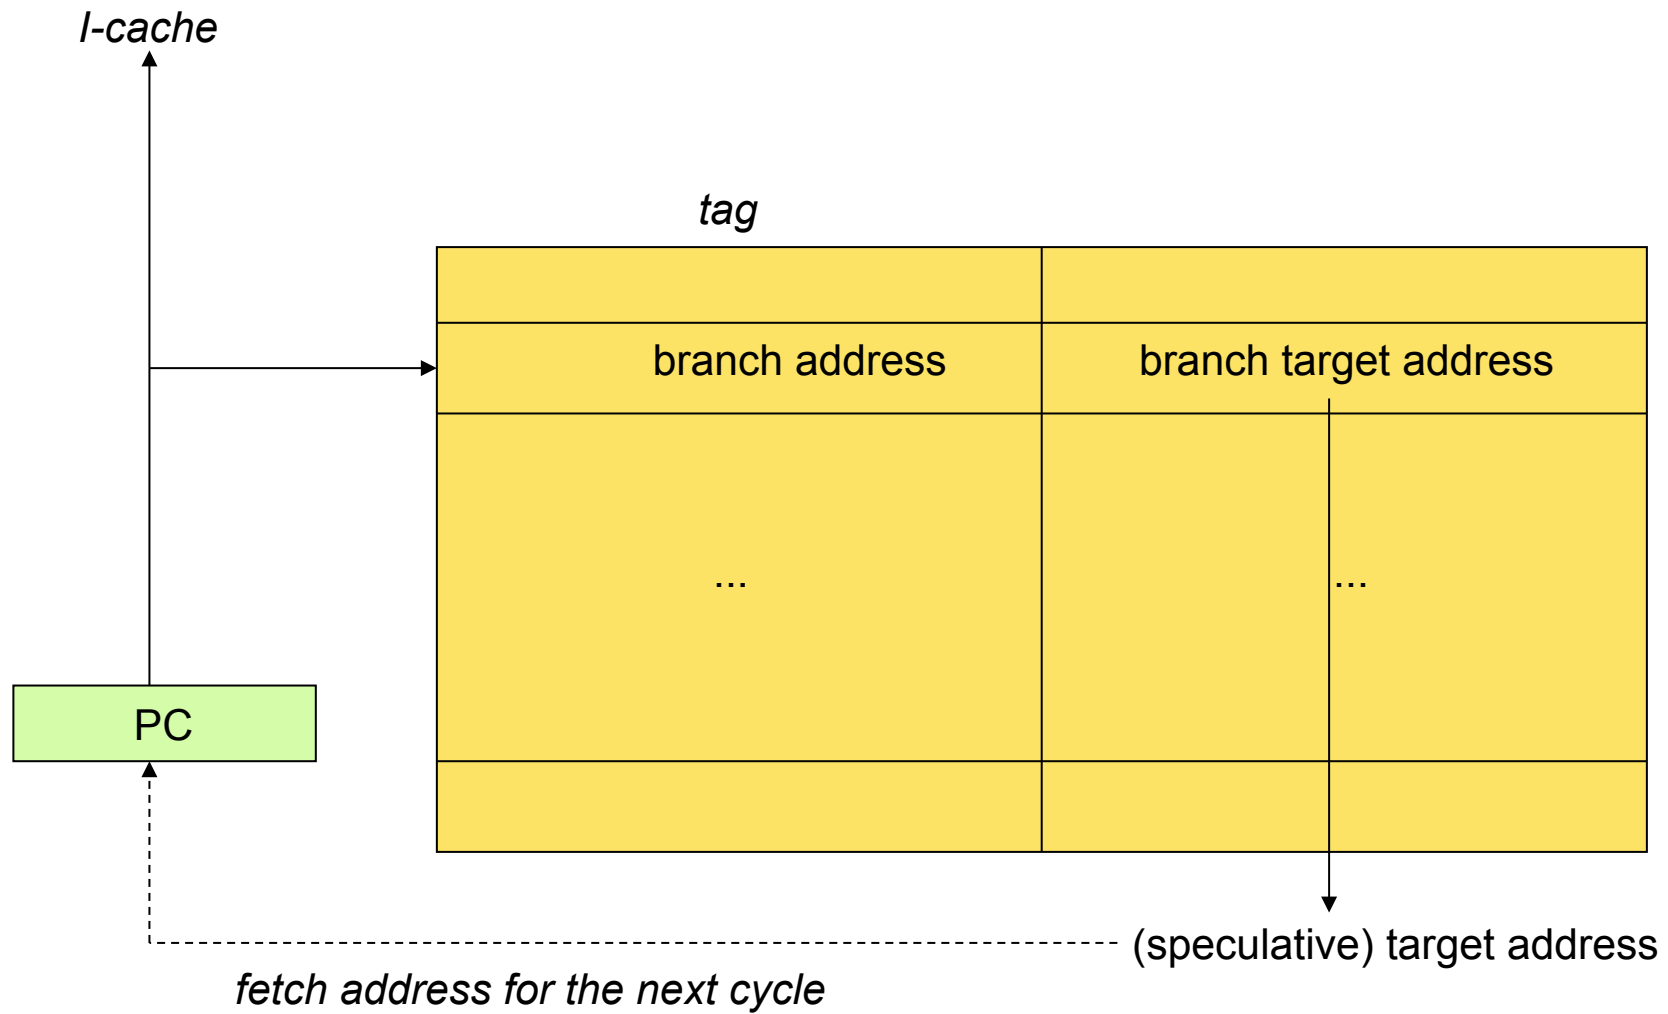 I-cache
tag
branch address
branch target address
...
...
PC
(speculative) target address
fetch address for the next cycle